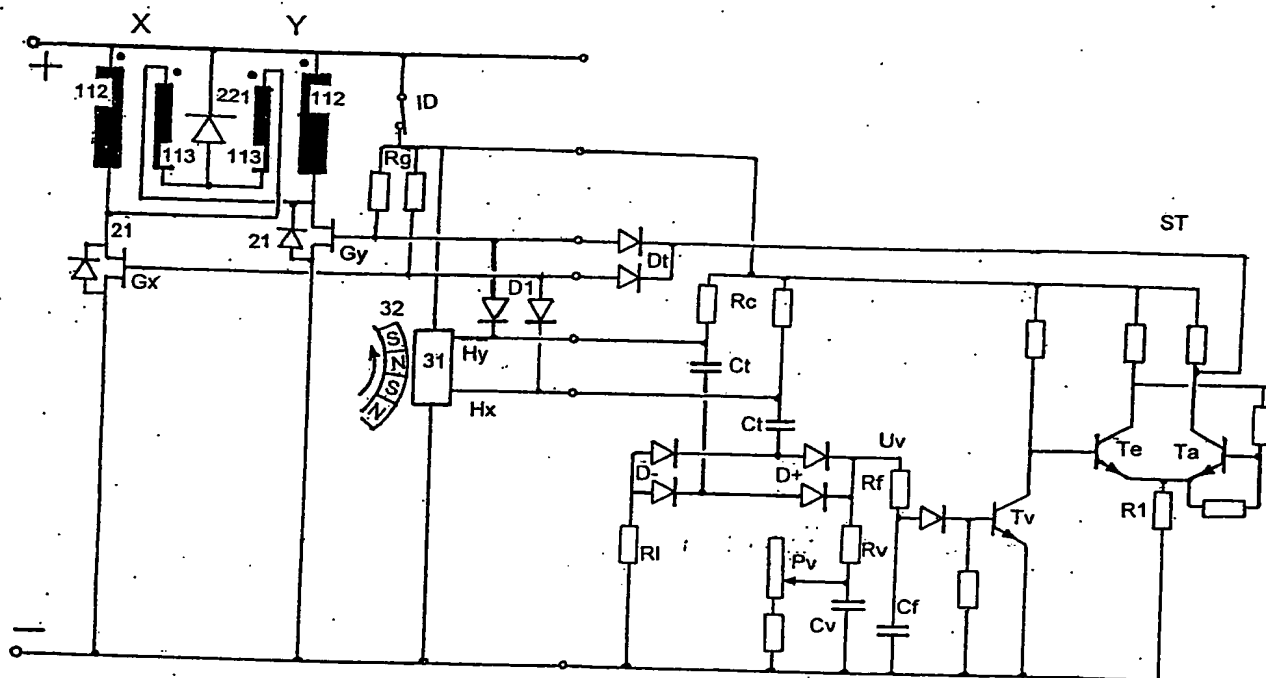 X Y
+
112 221 112 ID
113 113 Rg
ST
21 21 Gy Dt
Gx D1 Rc
32
S N S N 31 Hy Ct
Hx
Ct Uv
D- D+ Rf Te Ta
Tv R1
Rl Pv Rv
Cv Cf
—